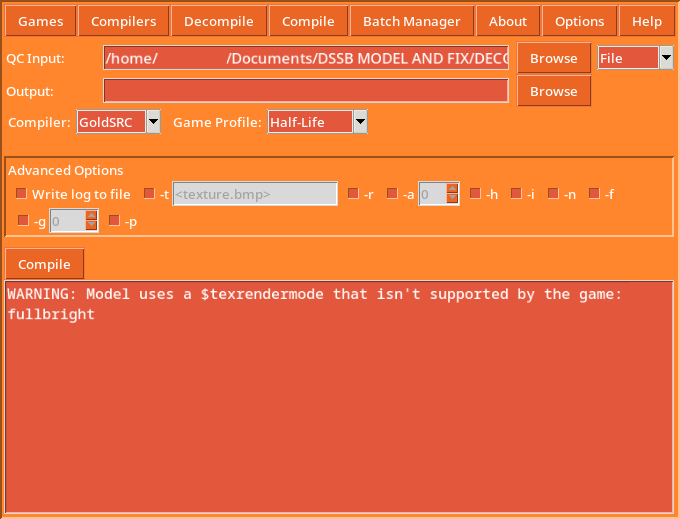 Games Compilers Decompile Compile Batch Manager About Options Help
QC Input: /home/ /Documents/DSSB MODEL AND FIX/DECO Browse File
Output: Browse
Compiler: GoldSRC Game Profile: Half-Life
Advanced Options
Write log to file -t <texture.bmp> -r -a 0 -h -i -n -f
-g 0 -p
Compile
WARNING: Model uses a $texrendermode that isn't supported by the game:
fullbright